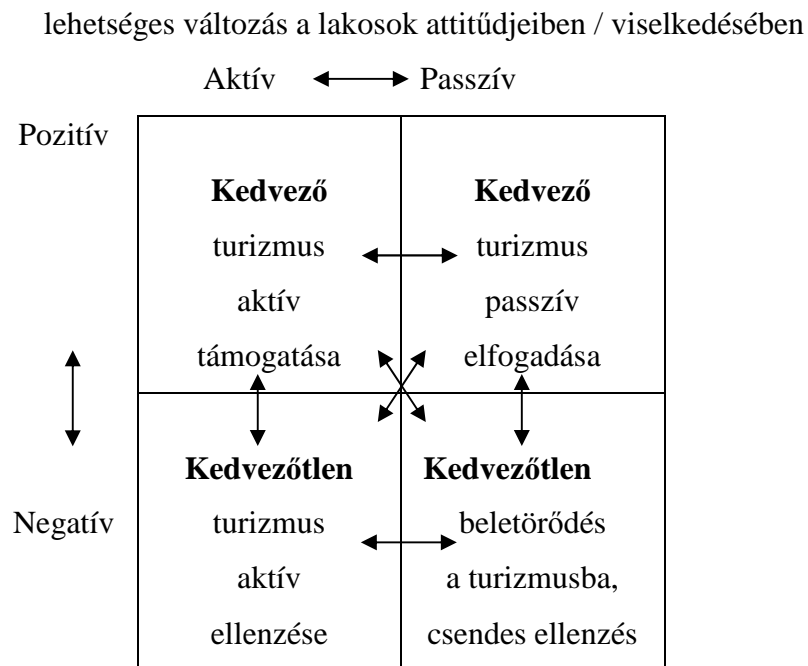 lehetséges változás a lakosok attitűdjeiben / viselkedésében
Aktív Passzív
Pozitív
Kedvező
turizmus
aktív
támogatása
Kedvező
turizmus
passzív
elfogadása
Negatív
Kedvezőtlen
turizmus
aktív
ellenzése
Kedvezőtlen
beletörődés
a turizmusba,
csendes ellenzés